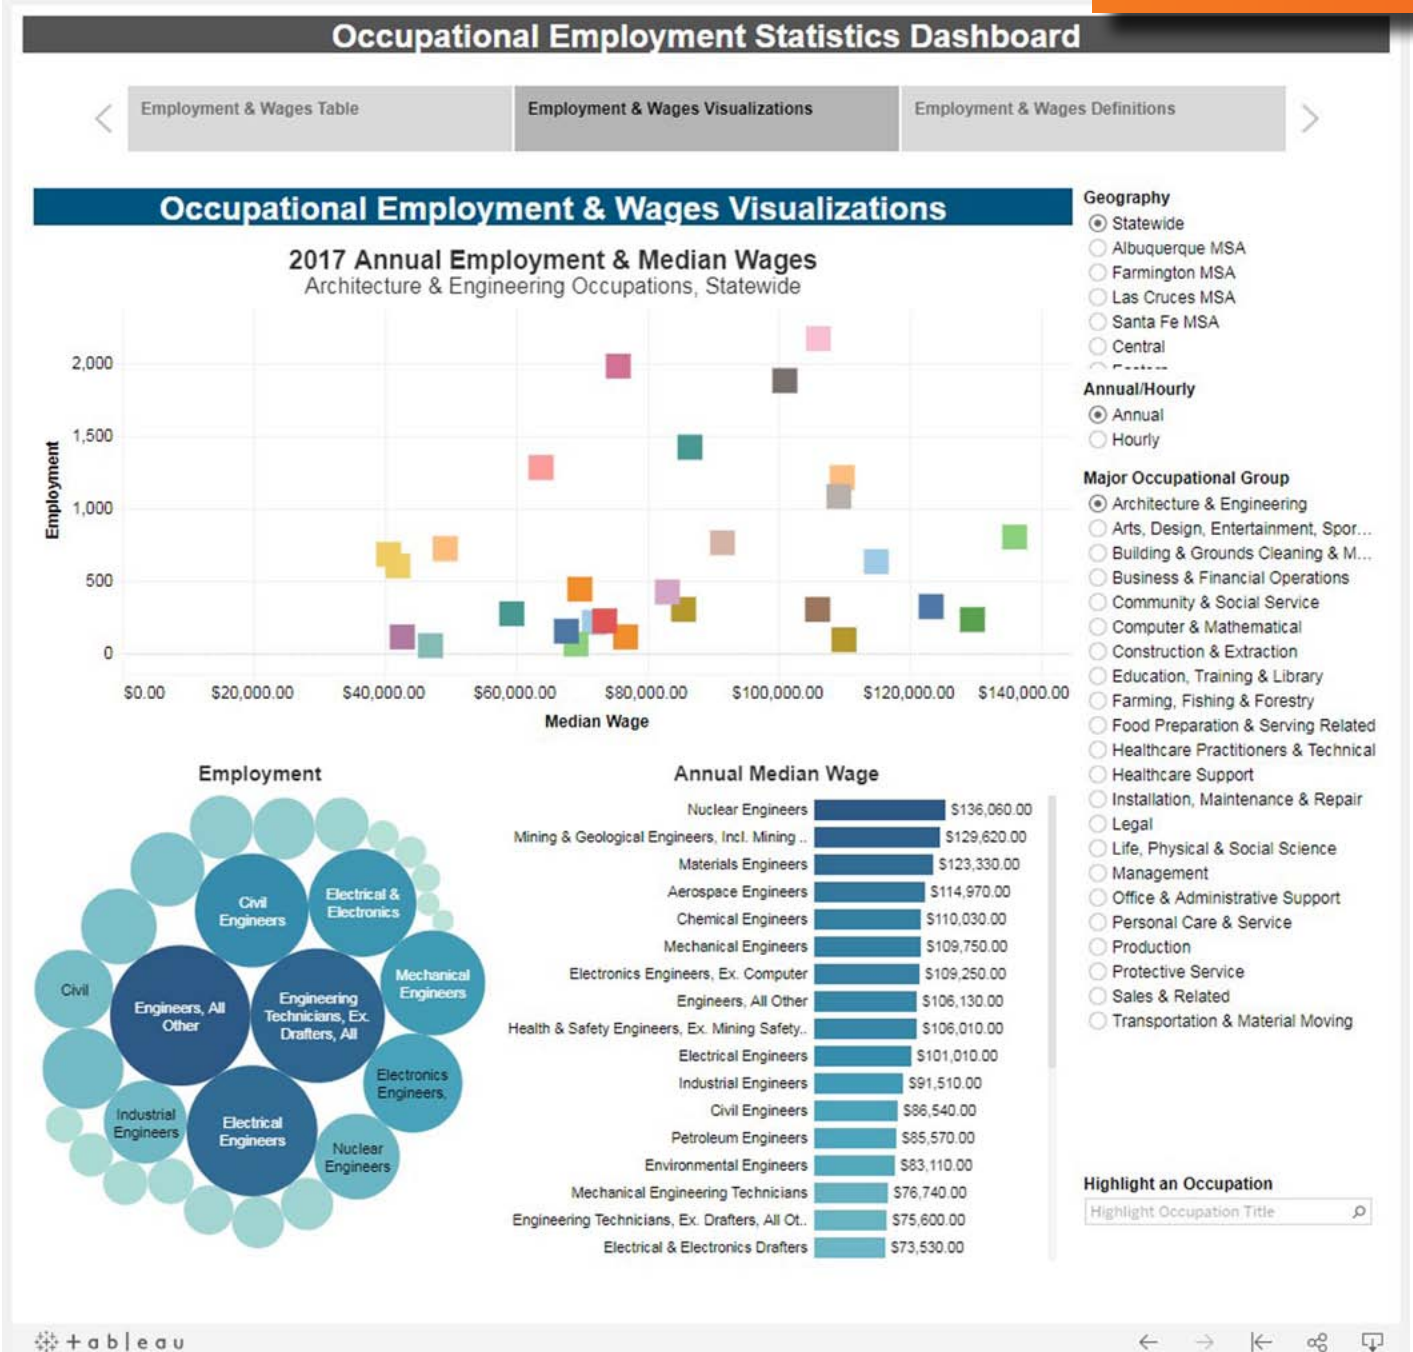 Occupational Employment Statistics Dashboard
Employment & Wages Table
Employment & Wages Visualizations
Employment & Wages Definitions
Occupational Employment & Wages Visualizations
2017 Annual Employment & Median Wages
Architecture & Engineering Occupations, Statewide
Employment
2,000
1,500
1,000
500
0
$0.00 $20,000.00 $40,000.00 $60,000.00 $80,000.00 $100,000.00 $120,000.00 $140,000.00
Median Wage
Geography
Statewide
Albuquerque MSA
Farmington MSA
Las Cruces MSA
Santa Fe MSA
Central
Annual/Hourly
Annual
Hourly
Major Occupational Group
Architecture & Engineering
Arts, Design, Entertainment, Spor...
Building & Grounds Cleaning & M...
Business & Financial Operations
Community & Social Service
Computer & Mathematical
Construction & Extraction
Education, Training & Library
Farming, Fishing & Forestry
Food Preparation & Serving Related
Healthcare Practitioners & Technical
Healthcare Support
Installation, Maintenance & Repair
Legal
Life, Physical & Social Science
Management
Office & Administrative Support
Personal Care & Service
Production
Protective Service
Sales & Related
Transportation & Material Moving
Highlight an Occupation
Highlight Occupation Title
Employment
Civil
Engineers
Electrical &
Electronics
Mechanical
Engineers
Civil
Engineers, All
Other
Engineering
Technicians, Ex.
Drafters, All
Electronics
Engineers,
Industrial
Engineers
Electrical
Engineers
Nuclear
Engineers
Annual Median Wage
Nuclear Engineers $136,060.00
Mining & Geological Engineers, Incl. Mining .. $129,620.00
Materials Engineers $123,330.00
Aerospace Engineers $114,970.00
Chemical Engineers $110,030.00
Mechanical Engineers $109,750.00
Electronics Engineers, Ex. Computer $109,250.00
Engineers, All Other $106,130.00
Health & Safety Engineers, Ex. Mining Safety.. $106,010.00
Electrical Engineers $101,010.00
Industrial Engineers $91,510.00
Civil Engineers $86,540.00
Petroleum Engineers $85,570.00
Environmental Engineers $83,110.00
Mechanical Engineering Technicians $76,740.00
Engineering Technicians, Ex. Drafters, All Ot.. $75,600.00
Electrical & Electronics Drafters $73,530.00
+ableau